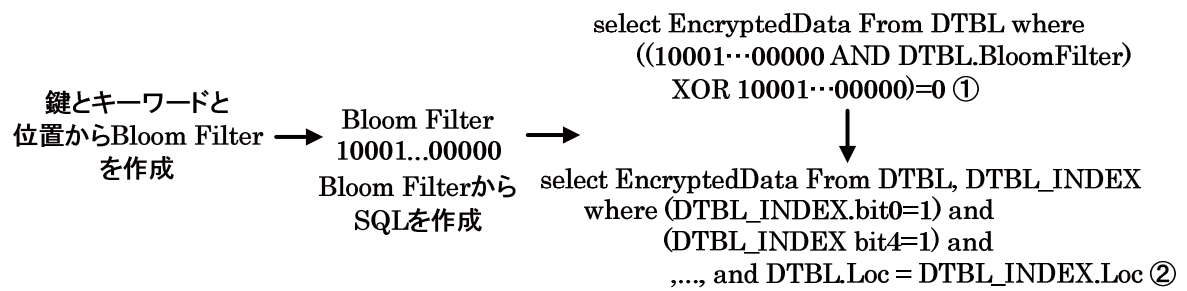 鍵とキーワードと
位置からBloom Filter
を作成
Bloom Filter
10001...00000
Bloom Filterから
SQLを作成
select EncryptedData From DTBL where
((10001…00000 AND DTBL.BloomFilter)
XOR 10001…00000)=0 ①
select EncryptedData From DTBL, DTBL_INDEX
where (DTBL_INDEX.bit0=1) and
(DTBL_INDEX bit4=1) and
,..., and DTBL.Loc = DTBL_INDEX.Loc ②